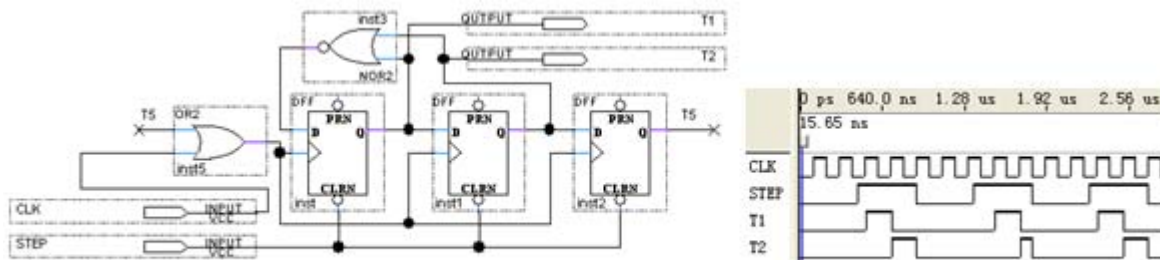 inst3
NOR2
OUTPUT
T1
OUTPUT
T2
T5
OR2
inst5
DFF
PRN
D
Q
CLRN
inst
DFF
PRN
D
Q
CLRN
inst1
DFF
PRN
D
Q
CLRN
inst2
T5
CLK
INPUT
VCC
STEP
INPUT
VCC
0 ps 640.0 ns 1.28 us 1.92 us 2.56 us
15.65 ns
CLK
STEP
T1
T2